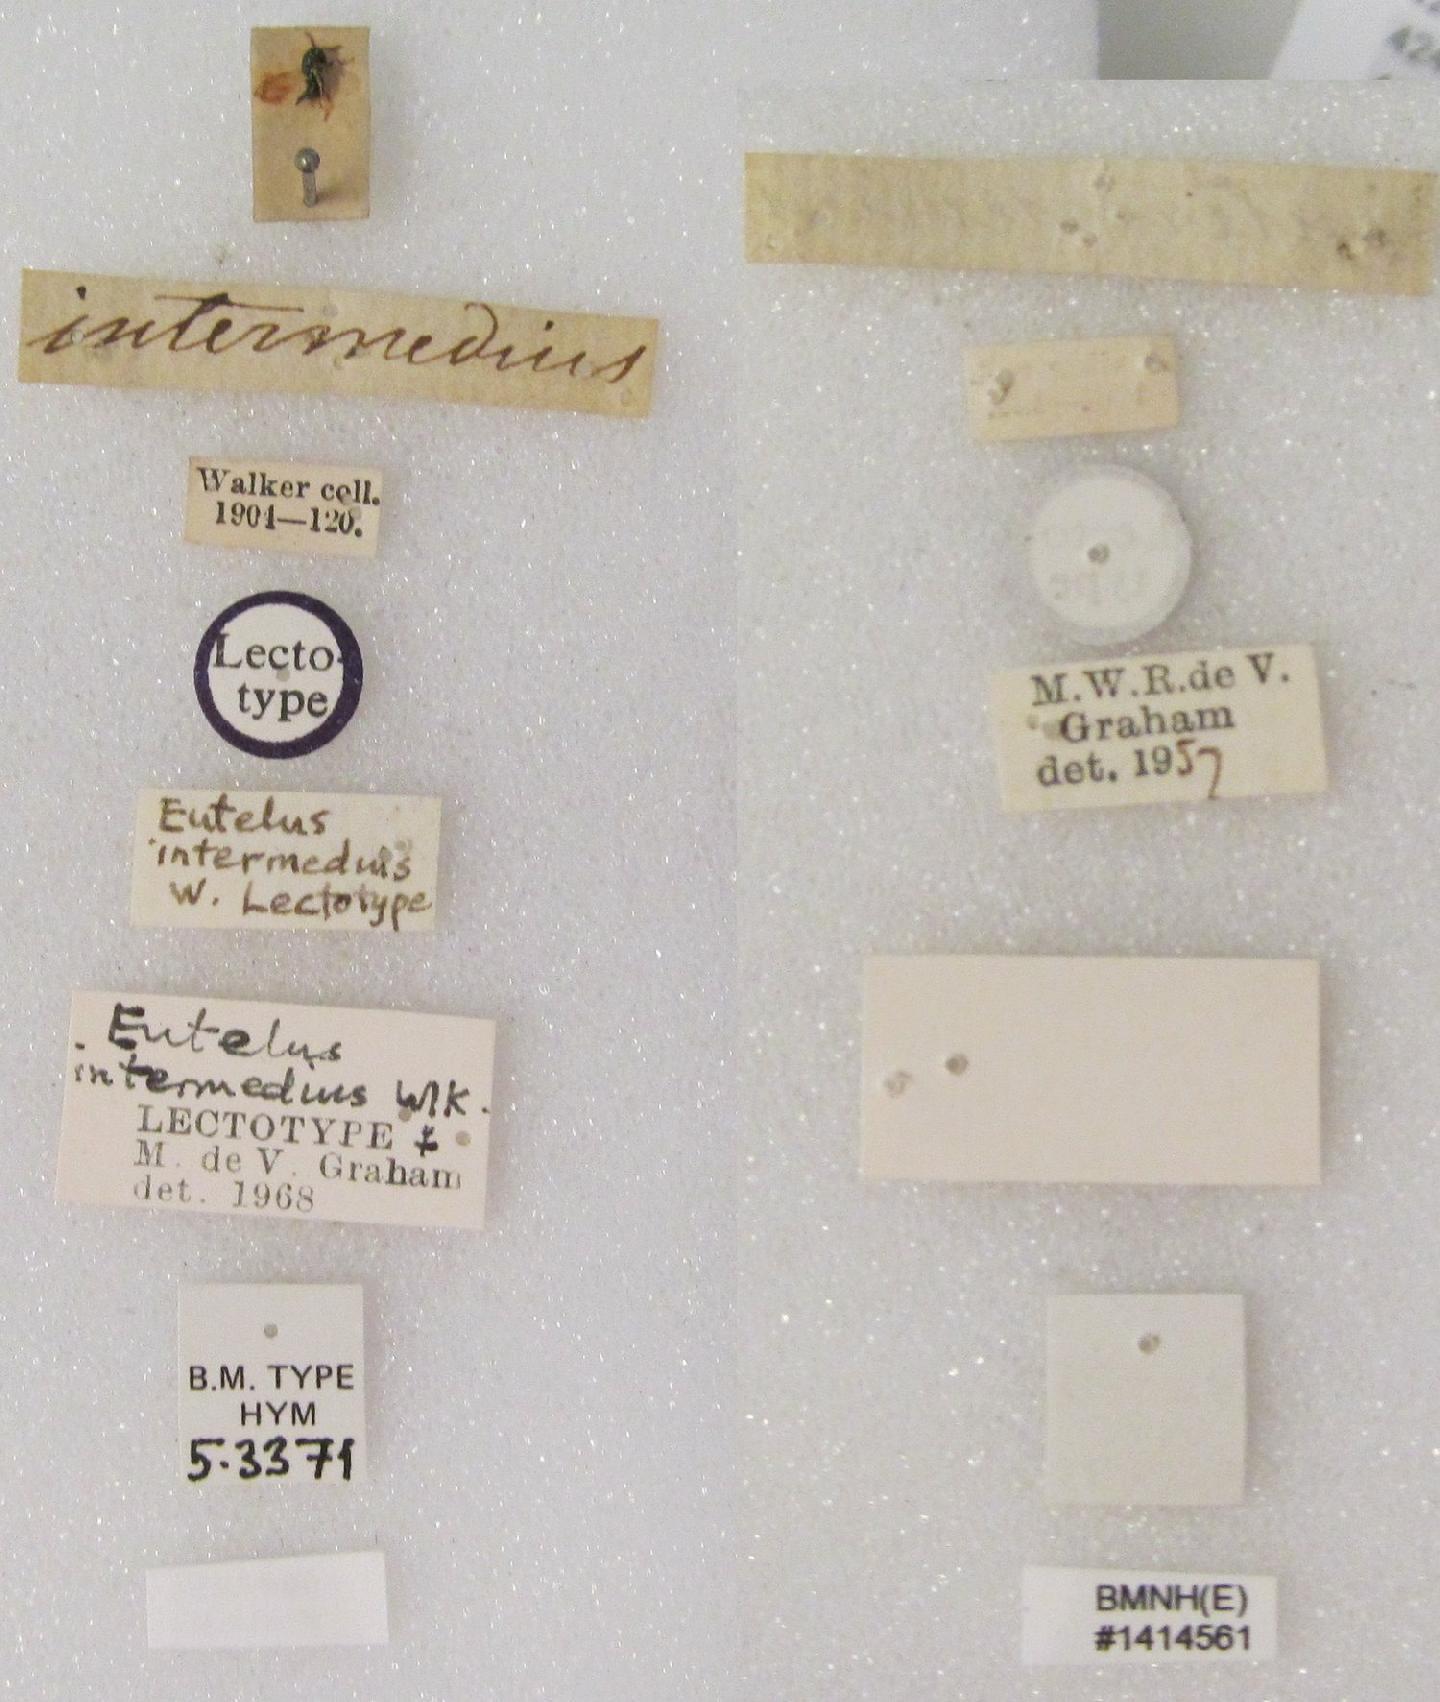 intermedius
Walker coll.
1904—120.
Lecto-
type
Eutelus
intermedius
W. Lectotype
Eutelus
intermedius Wlk.
LECTOTYPE ♀
M. de V. Graham
det. 1968
B.M. TYPE
HYM
5.3371
424
M.W.R.de V.
Graham
det. 1957
BMNH(E)
#1414561